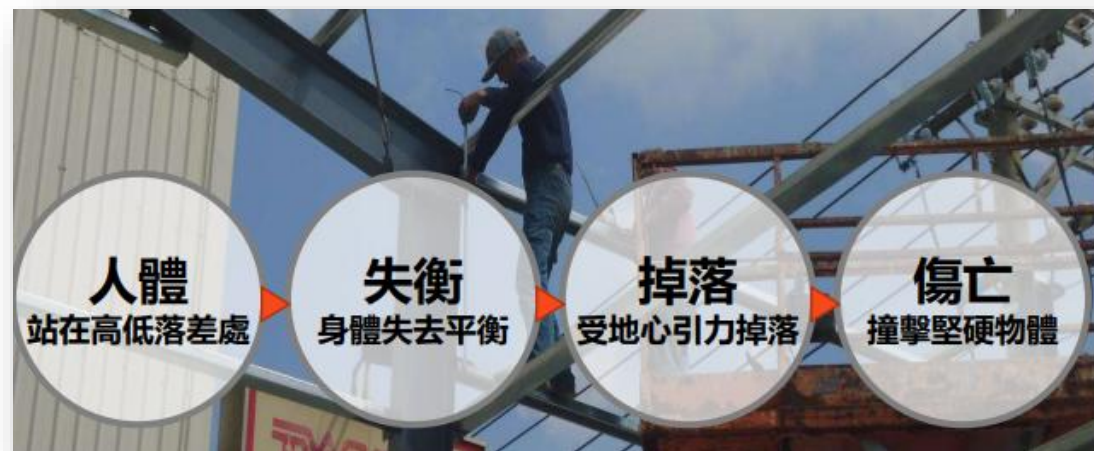 人體
站在高低落差處
失衡
身體失去平衡
掉落
受地心引力掉落
傷亡
撞擊堅硬物體